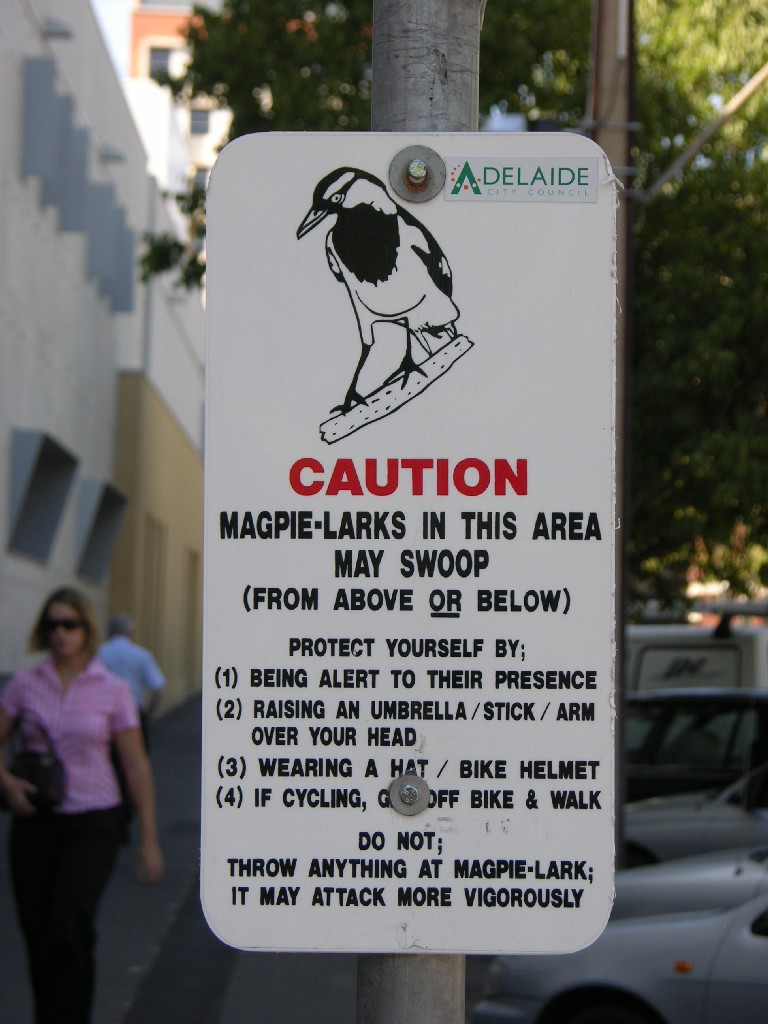 ADELAIDE
CITY COUNCIL
CAUTION
MAGPIE-LARKS IN THIS AREA
MAY SWOOP
(FROM ABOVE OR BELOW)
PROTECT YOURSELF BY;
(1) BEING ALERT TO THEIR PRESENCE
(2) RAISING AN UMBRELLA/STICK/ARM
OVER YOUR HEAD
(3) WEARING A HAT / BIKE HELMET
(4) IF CYCLING, OFF BIKE & WALK
DO NOT;
THROW ANYTHING AT MAGPIE-LARK;
IT MAY ATTACK MORE VIGOROUSLY